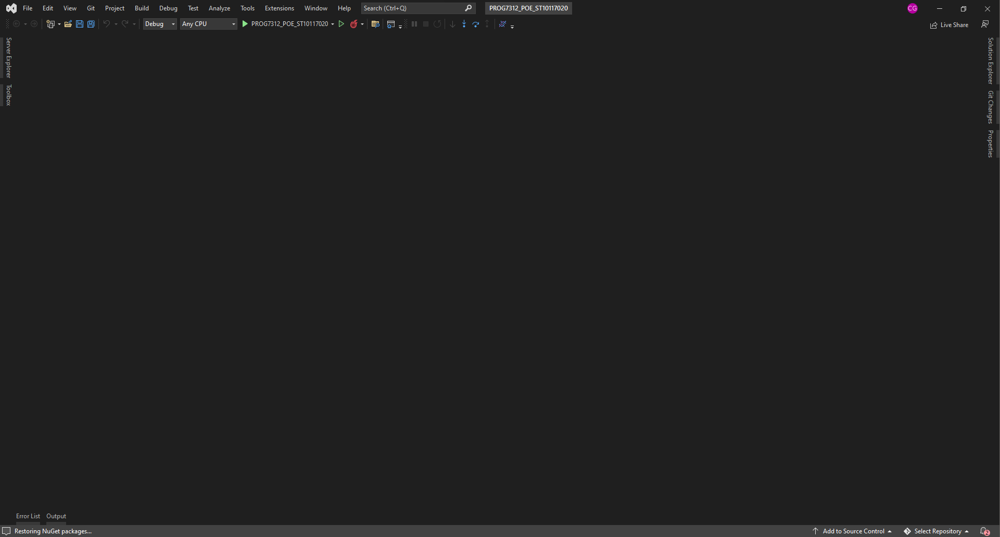 File Edit View Git Project Build Debug Test Analyze Tools Extensions Window Help Search (Ctrl+Q) PROG7312_POE_ST10117020 CG
Debug Any CPU PROG7312_POE_ST10117020 Live Share
Server Explorer
Toolbox
Solution Explorer
Git Changes
Properties
Error List Output
Restoring NuGet packages... Add to Source Control Select Repository 2